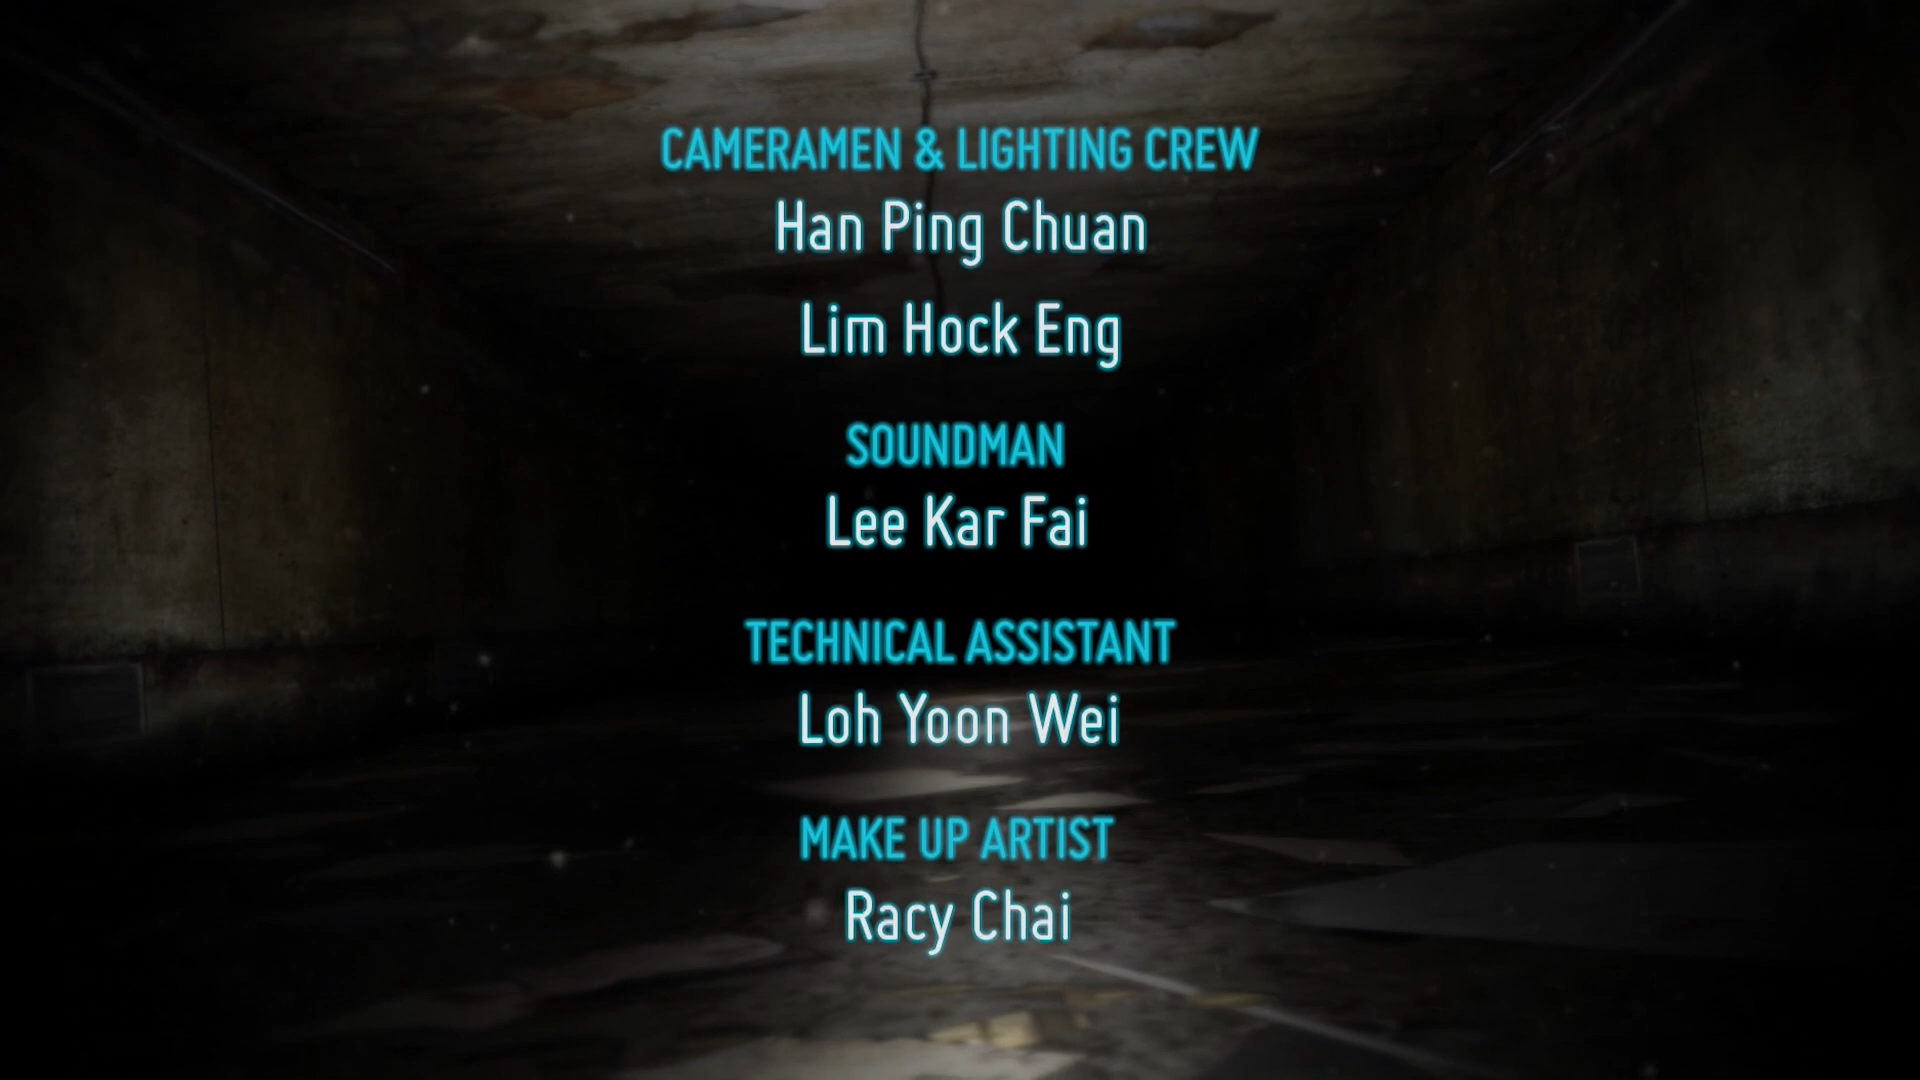 CAMERAMEN & LIGHTING CREW
Han Ping Chuan
Lim Hock Eng
SOUNDMAN
Lee Kar Fai
TECHNICAL ASSISTANT
Loh Yoon Wei
MAKE UP ARTIST
Racy Chai